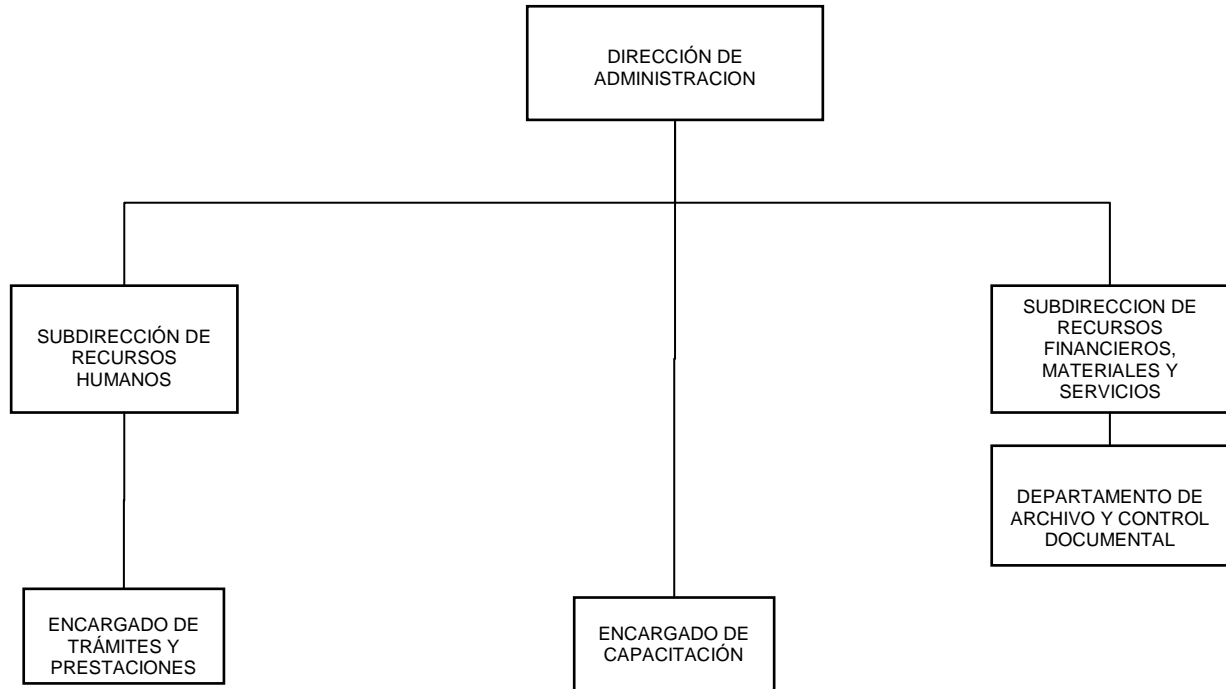 DIRECCIÓN DE
ADMINISTRACION
SUBDIRECCIÓN DE
RECURSOS
HUMANOS
SUBDIRECCION DE
RECURSOS
FINANCIEROS,
MATERIALES Y
SERVICIOS
DEPARTAMENTO DE
ARCHIVO Y CONTROL
DOCUMENTAL
ENCARGADO DE
TRÁMITES Y
PRESTACIONES
ENCARGADO DE
CAPACITACIÓN